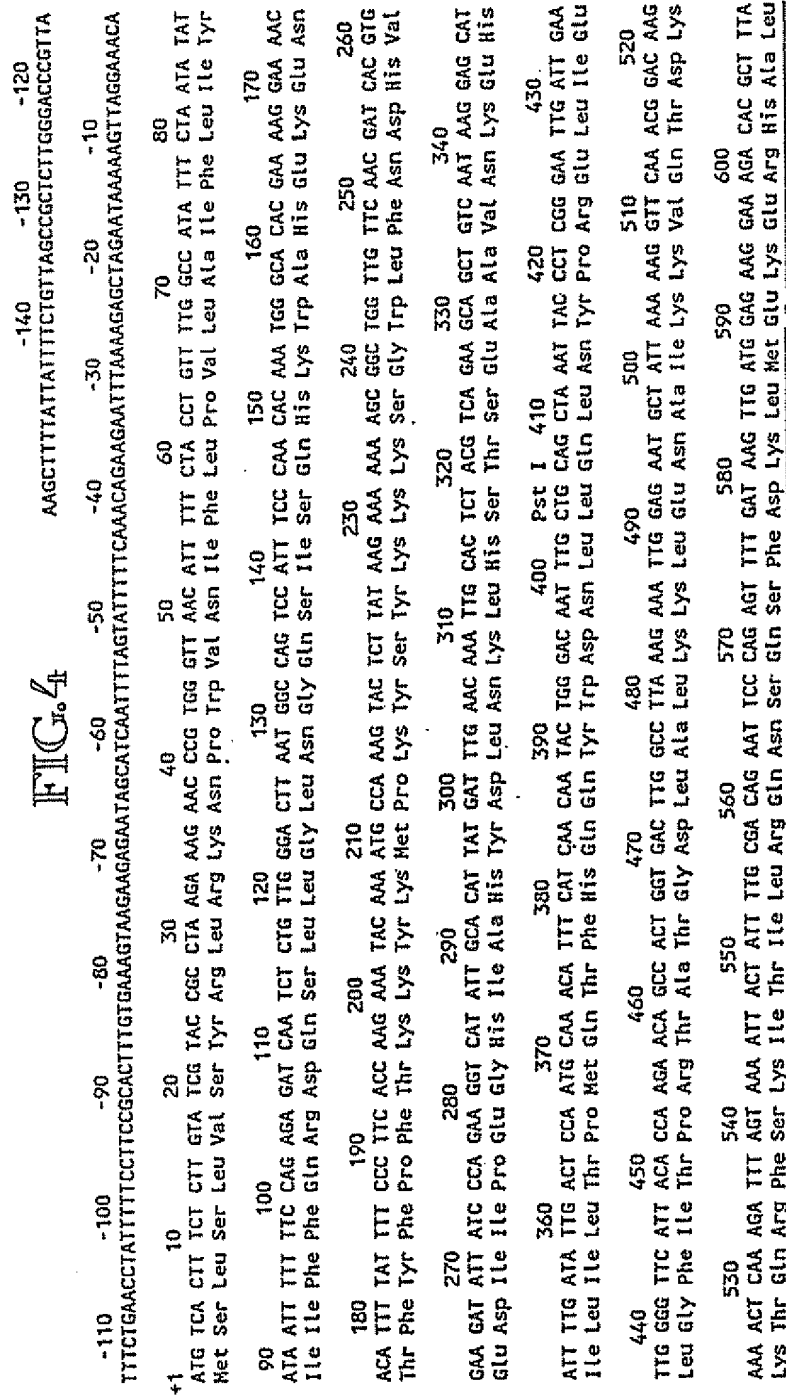 FIG.4
-140 -130 -120
AAGCTTTTATTATTTTCTGTTAGCCGCTCTTGGGACCCGTTA
-110 -100 -90 -80 -70 -60 -50 -40 -30 -20 -10
TTTCTGAACCTATTTTTCCTTCCGCACTTTGTGAAAGTAAGAAGAGAATAGCATCAATTTTAGTATTTTTCAAACAGAAGAATTTAAAAGAGCTAGAATAAAAAGTTAGGAAACA
+1 10 20 30 40 50 60 70 80
ATG TCA CTT TCT CTT GTA TCG TAC CGC CTA AGA AAG AAC CCG TGG GTT AAC ATT TTT CTA CCT GTT TTG GCC ATA TTT CTA ATA TAT
Met Ser Leu Ser Leu Val Ser Tyr Arg Leu Arg Lys Asn Pro Trp Val Asn Ile Phe Leu Pro Val Leu Ala Ile Phe Leu Ile Tyr
90 100 110 120 130 140 150 160 170
ATA ATT TTT TTC CAG AGA GAT CAA TCT CTG TTG GGA CTT AAT GGC CAG TCC ATT TCC CAA CAC AAA TGG GCA CAC GAA AAG GAA AAC
Ile Ile Phe Phe Gln Arg Asp Gln Ser Leu Leu Gly Leu Asn Gly Gln Ser Ile Ser Gln His Lys Trp Ala His Glu Lys Glu Asn
180 190 200 210 230 240 250 260
ACA TTT TAT TTT CCC TTC ACC AAG AAA TAC AAA ATG CCA AAG TAC TCT TAT AAG AAA AAA AGC GGC TGG TTG TTC AAC GAT CAC GTG
Thr Phe Tyr Phe Pro Phe Thr Lys Lys Tyr Lys Met Pro Lys Tyr Ser Tyr Lys Lys Lys Ser Gly Trp Leu Phe Asn Asp His Val
270 280 290 300 310 320 330 340
GAA GAT ATT ATC CCA GAA GGT CAT ATT GCA CAT TAT GAT TTG AAC AAA TTG CAC TCT ACG TCA GAA GCA GCT GTC AAT AAG GAG CAT
Glu Asp Ile Ile Pro Glu Gly His Ile Ala His Tyr Asp Leu Asn Lys Leu His Ser Thr Ser Glu Ala Ala Val Asn Lys Glu His
360 370 380 390 400 Pst I 410 420 430
ATT TTG ATA TTG ACT CCA ATG CAA ACA TTT CAT CAA CAA TAC TGG GAC AAT TTG CTG CAG CTA AAT TAC CCT CGG GAA TTG ATT GAA
Ile Leu Ile Leu Thr Pro Met Gln Thr Phe His Gln Gln Tyr Trp Asp Asn Leu Leu Gln Leu Asn Tyr Pro Arg Glu Leu Ile Glu
440 450 460 470 480 490 500 510 520
TTG GGG TTC ATT ACA CCA AGA ACA GCC ACT GGT GAC TTG GCC TTA AAG AAA TTG GAG AAT GCT ATT AAA AAG GTT CAA ACG GAC AAG
Leu Gly Phe Ile Thr Pro Arg Thr Ala Thr Gly Asp Leu Ala Leu Lys Lys Leu Glu Asn Ala Ile Lys Lys Val Gln Thr Asp Lys
530 540 550 560 570 580 590 600
AAA ACT CAA AGA TTT AGT AAA ATT ACT ATT TTG CGA CAG AAT TCC CAG AGT TTT GAT AAG TTG ATG GAG AAG GAA AGA CAC GCT TTA
Lys Thr Gln Arg Phe Ser Lys Ile Thr Ile Leu Arg Gln Asn Ser Gln Ser Phe Asp Lys Leu Met Glu Lys Glu Arg His Ala Leu